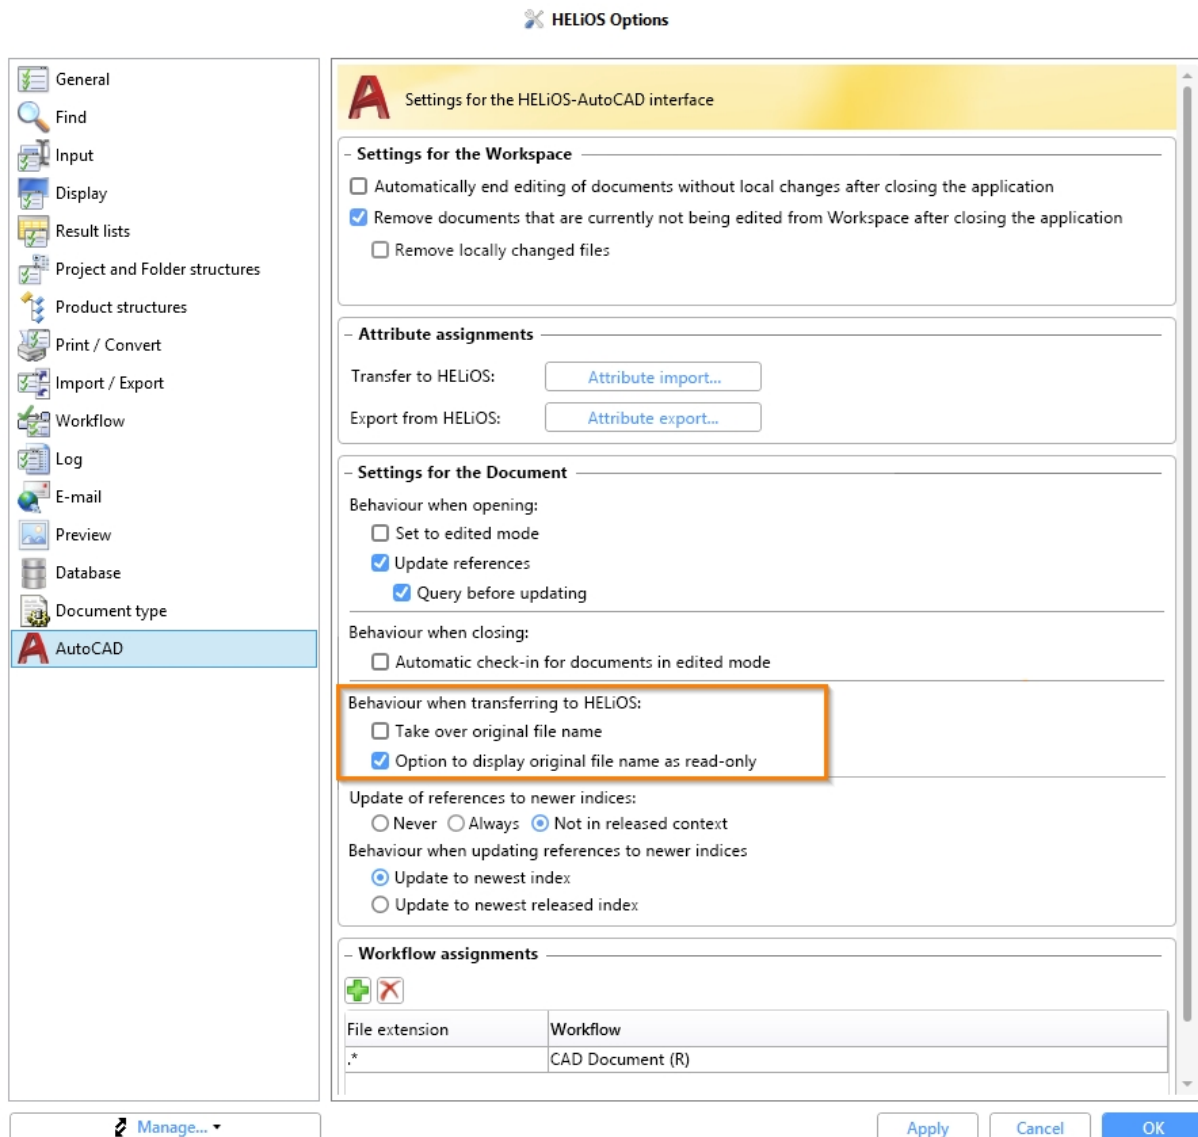 HELiOS Options
General
Find
Input
Display
Result lists
Project and Folder structures
Product structures
Print / Convert
Import / Export
Workflow
Log
E-mail
Preview
Database
Document type
AutoCAD
Manage...
Settings for the HELiOS-AutoCAD interface
Settings for the Workspace
Automatically end editing of documents without local changes after closing the application
Remove documents that are currently not being edited from Workspace after closing the application
Remove locally changed files
Attribute assignments
Transfer to HELiOS: Attribute import...
Export from HELiOS: Attribute export...
Settings for the Document
Behaviour when opening:
Set to edited mode
Update references
Query before updating
Behaviour when closing:
Automatic check-in for documents in edited mode
Behaviour when transferring to HELiOS:
Take over original file name
Option to display original file name as read-only
Update of references to newer indices:
Never Always Not in released context
Behaviour when updating references to newer indices
Update to newest index
Update to newest released index
Workflow assignments
File extension Workflow
.* CAD Document (R)
Apply Cancel OK